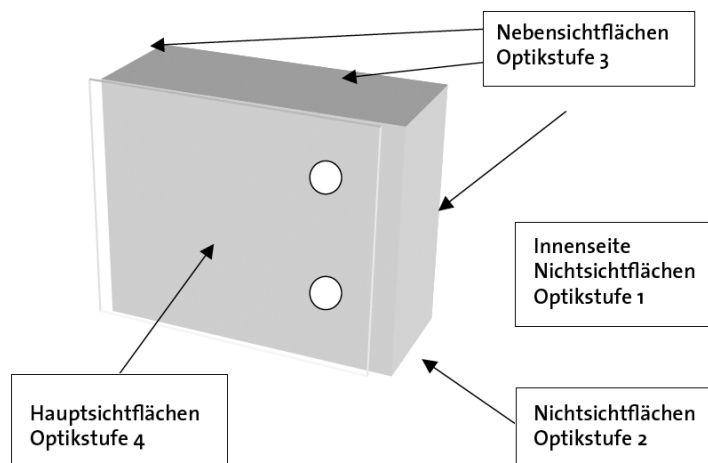 Nebensichtflächen
Optikstufe 3
Innenseite
Nichtsichtflächen
Optikstufe 1
Hauptsichtflächen
Optikstufe 4
Nichtsichtflächen
Optikstufe 2